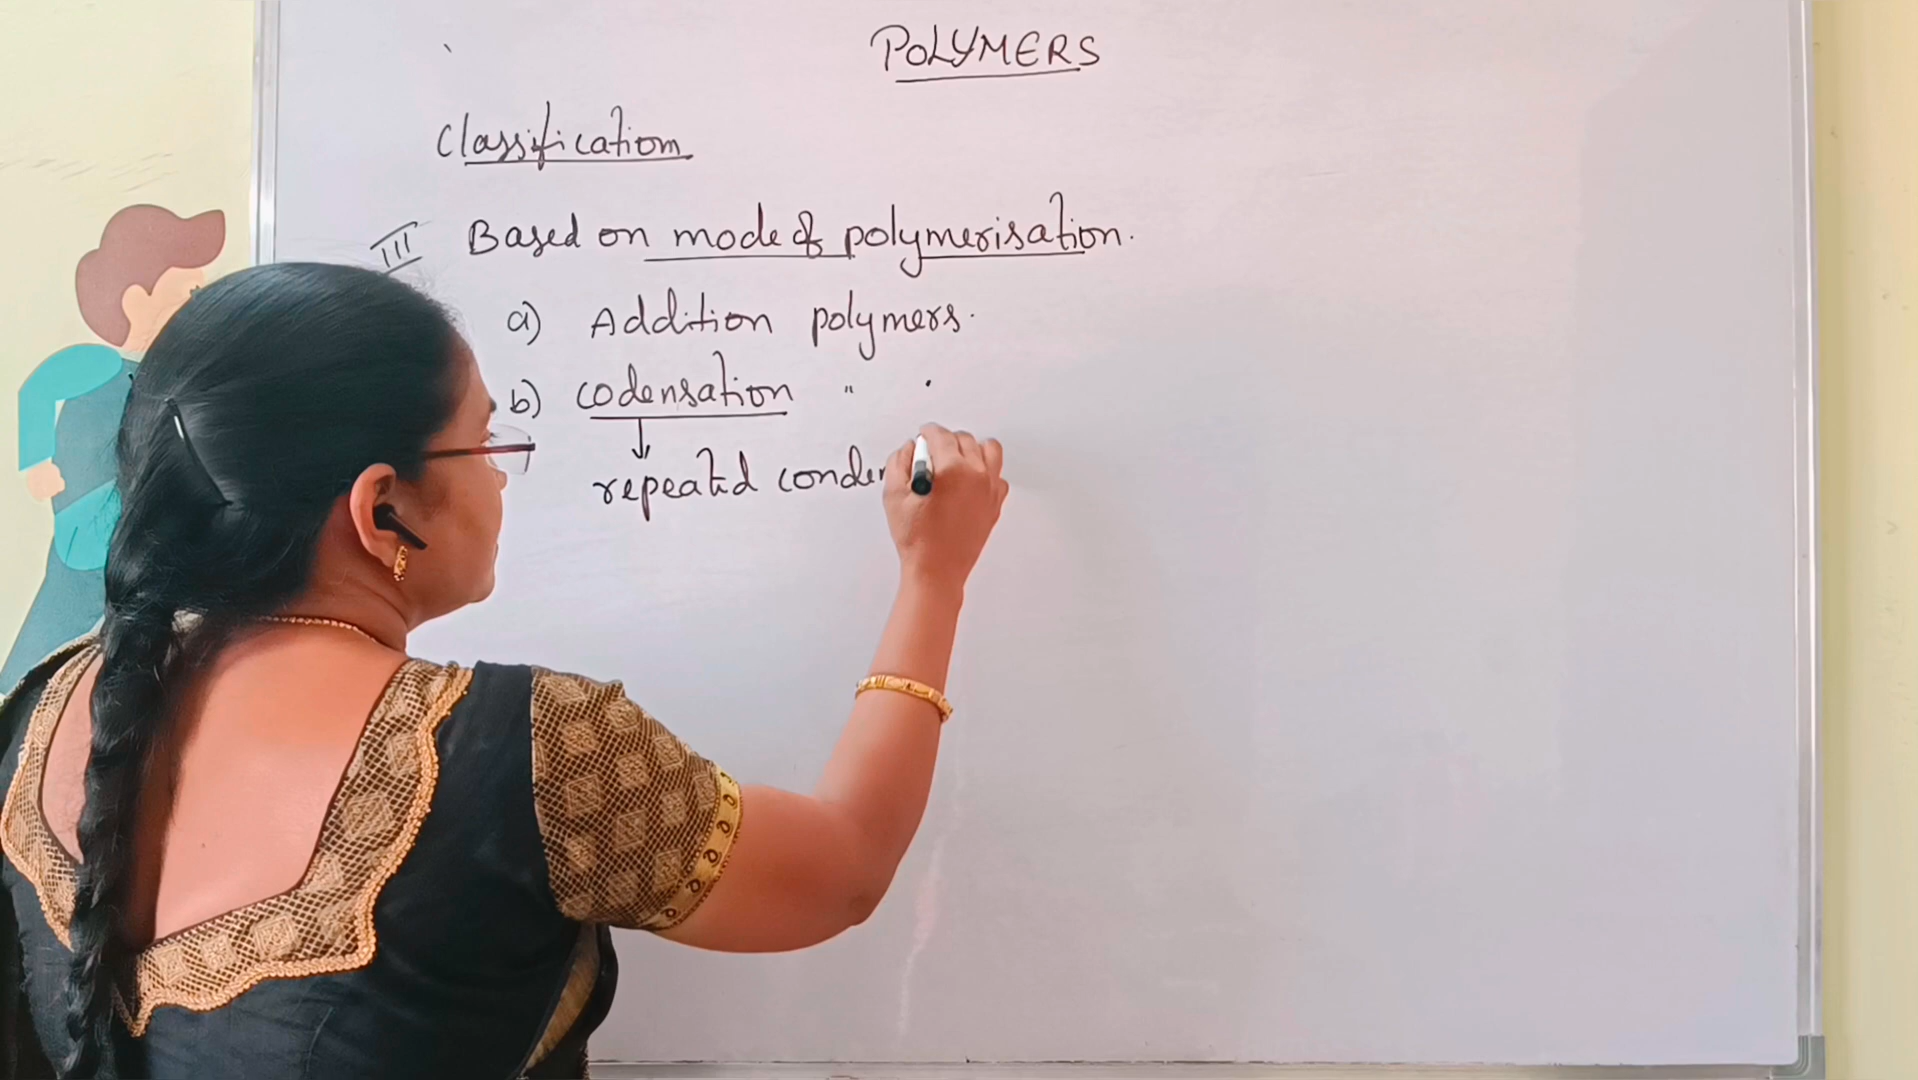 POLYMERS
Classification
III Based on mode of polymerisation.
a) Addition polymers.
b) codensation " .
↓
repeated conden